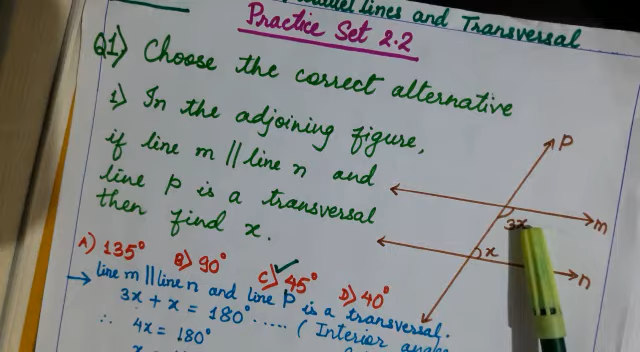 lines and Transversal
Practice Set 2.2
Q1) Choose the correct alternative
1) In the adjoining figure,
if line m || line n and
line p is a transversal
then find x.
p
m
3x
x
n
A) 135° B) 90° C) 45° D) 40°
→ line m || line n and line p is a transversal.
3x + x = 180° ..... ( Interior
∴ 4x = 180°